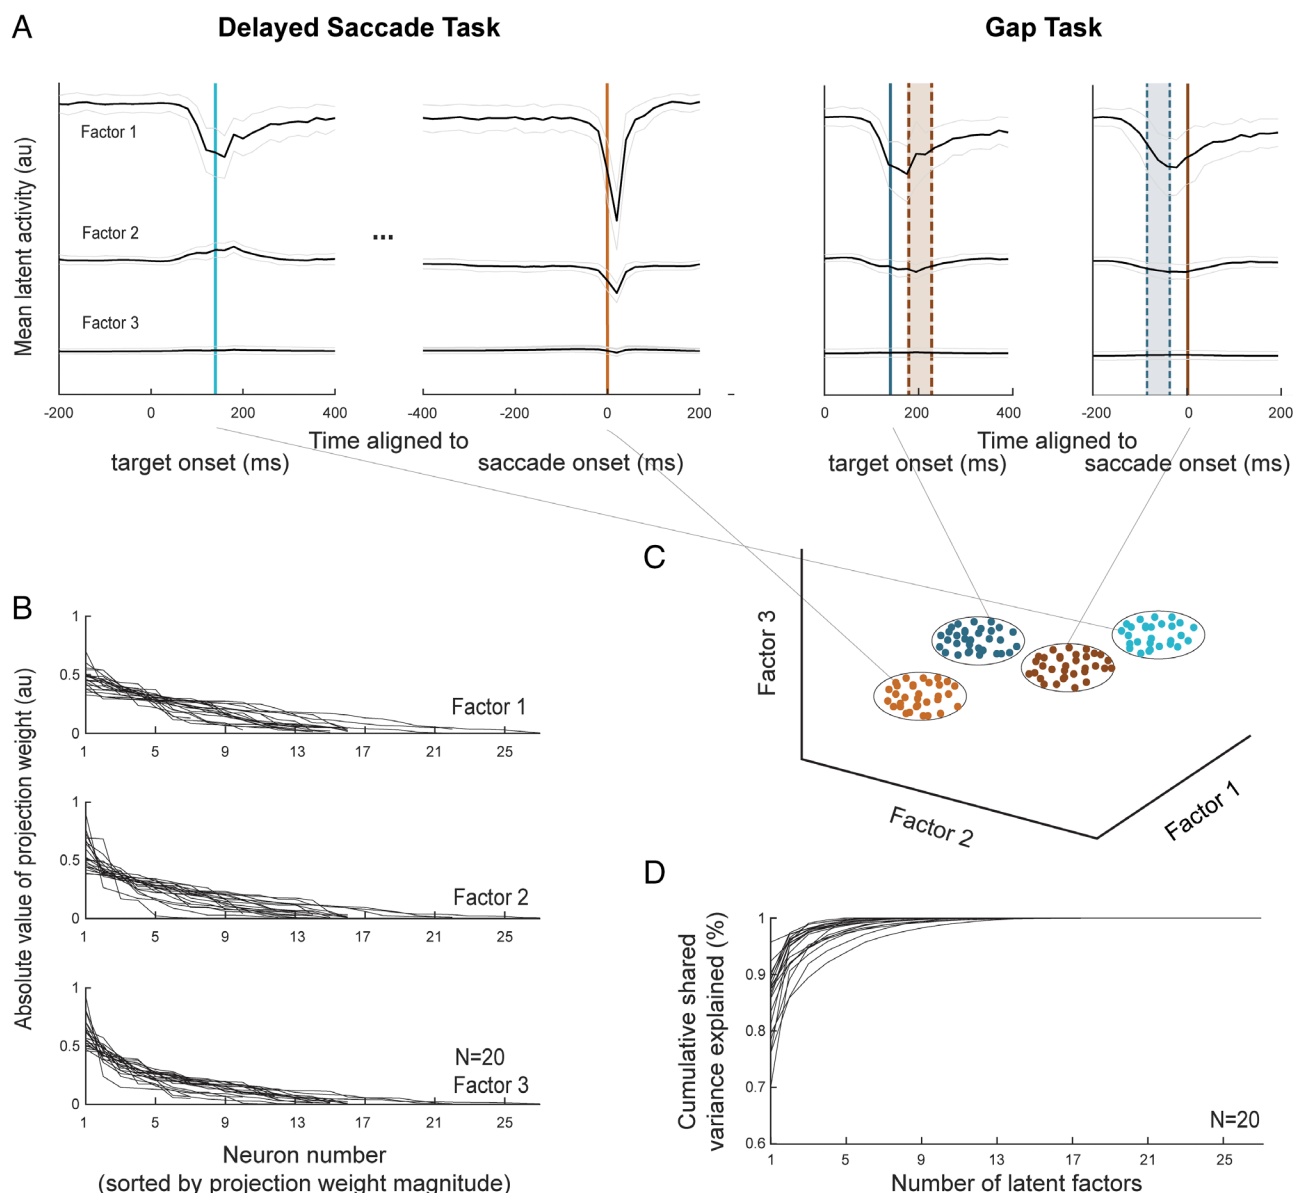 A
Delayed Saccade Task
Gap Task
Mean latent activity (au)
Factor 1
Factor 2
Factor 3
...
-200 0 200 400
-400 -200 0 200
0 200 400
-200 0 200
Time aligned to
target onset (ms)
saccade onset (ms)
Time aligned to
target onset (ms)
saccade onset (ms)
B
Absolute value of projection weight (au)
1
0.5
0
Factor 1
1 5 9 13 17 21 25
1
0.5
0
Factor 2
1 5 9 13 17 21 25
1
0.5
0
N=20
Factor 3
1 5 9 13 17 21 25
Neuron number
(sorted by projection weight magnitude)
C
Factor 3
Factor 2
Factor 1
D
Cumulative shared
variance explained (%)
1
0.9
0.8
0.7
0.6
N=20
1 5 9 13 17 21 25
Number of latent factors